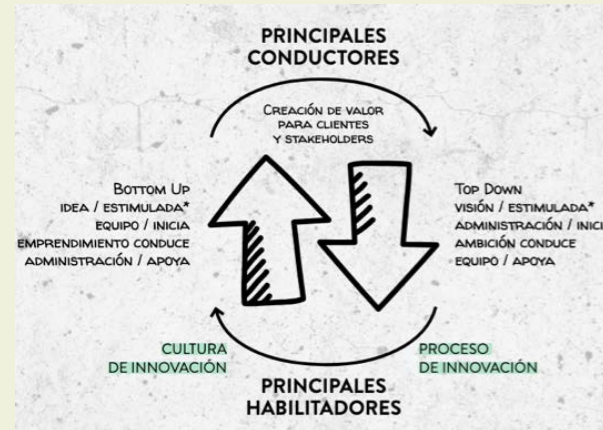 PRINCIPALES
CONDUCTORES
CREACIÓN DE VALOR
PARA CLIENTES
Y STAKEHOLDERS
BOTTOM UP
IDEA / ESTIMULADA*
EQUIPO / INICIA
EMPRENDIMIENTO CONDUCE
ADMINISTRACIÓN / APOYA
TOP DOWN
VISIÓN / ESTIMULADA*
ADMINISTRACIÓN / INICI
AMBICIÓN CONDUCE
EQUIPO / APOYA
CULTURA
DE INNOVACIÓN
PROCESO
DE INNOVACIÓN
PRINCIPALES
HABILITADORES